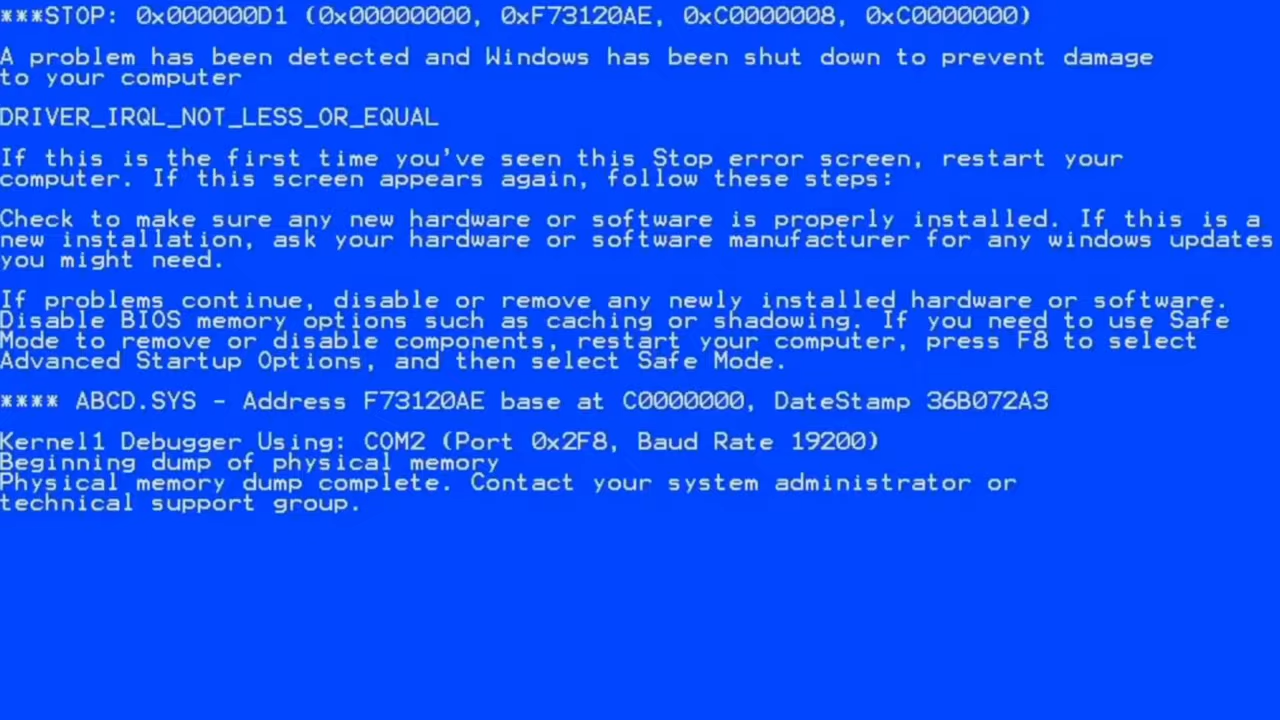 ***STOP: 0x000000D1 (0x00000000, 0xF73120AE, 0xC0000008, 0xC0000000)
A problem has been detected and Windows has been shut down to prevent damage
to your computer
DRIVER_IRQL_NOT_LESS_OR_EQUAL
If this is the first time you've seen this Stop error screen, restart your
computer. If this screen appears again, follow these steps:
Check to make sure any new hardware or software is properly installed. If this is a
new installation, ask your hardware or software manufacturer for any windows updates
you might need.
If problems continue, disable or remove any newly installed hardware or software.
Disable BIOS memory options such as caching or shadowing. If you need to use Safe
Mode to remove or disable components, restart your computer, press F8 to select
Advanced Startup Options, and then select Safe Mode.
**** ABCD.SYS - Address F73120AE base at C0000000, DateStamp 36B072A3
Kernel1 Debugger Using: COM2 (Port 0x2F8, Baud Rate 19200)
Beginning dump of physical memory
Physical memory dump complete. Contact your system administrator or
technical support group.